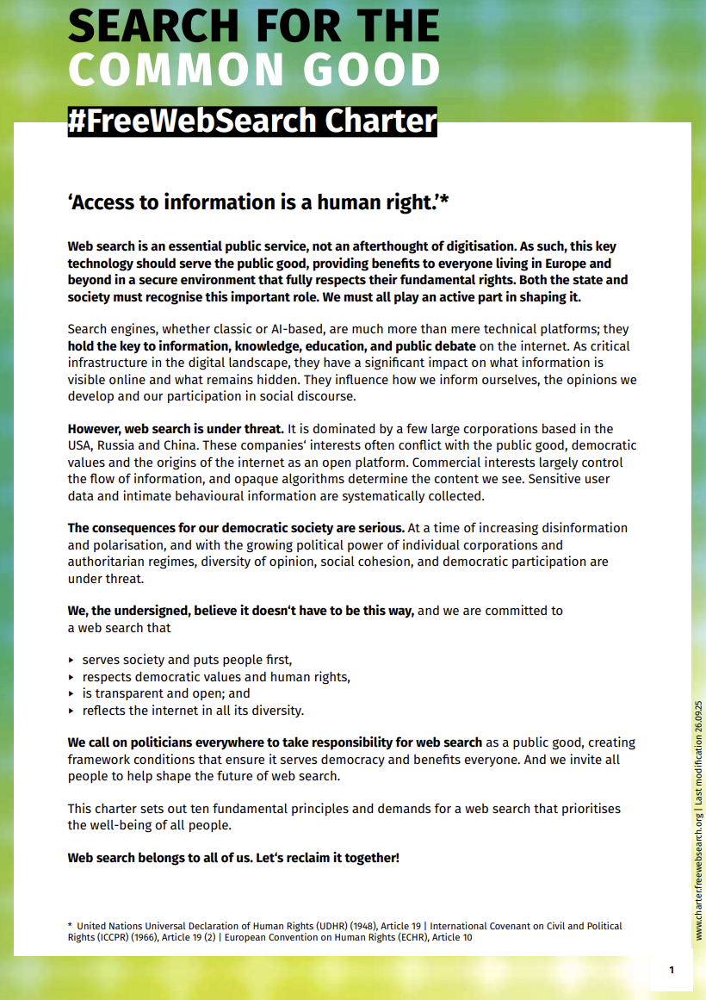 SEARCH FOR THE
COMMON GOOD
#FreeWebSearch Charter
‘Access to information is a human right.’*
Web search is an essential public service, not an afterthought of digitisation. As such, this key
technology should serve the public good, providing benefits to everyone living in Europe and
beyond in a secure environment that fully respects their fundamental rights. Both the state and
society must recognise this important role. We must all play an active part in shaping it.
Search engines, whether classic or AI-based, are much more than mere technical platforms; they
hold the key to information, knowledge, education, and public debate on the internet. As critical
infrastructure in the digital landscape, they have a significant impact on what information is
visible online and what remains hidden. They influence how we inform ourselves, the opinions we
develop and our participation in social discourse.
However, web search is under threat. It is dominated by a few large corporations based in the
USA, Russia and China. These companies‘ interests often conflict with the public good, democratic
values and the origins of the internet as an open platform. Commercial interests largely control
the flow of information, and opaque algorithms determine the content we see. Sensitive user
data and intimate behavioural information are systematically collected.
The consequences for our democratic society are serious. At a time of increasing disinformation
and polarisation, and with the growing political power of individual corporations and
authoritarian regimes, diversity of opinion, social cohesion, and democratic participation are
under threat.
We, the undersigned, believe it doesn‘t have to be this way, and we are committed to
a web search that
‣ serves society and puts people first,
‣ respects democratic values and human rights,
‣ is transparent and open; and
‣ reflects the internet in all its diversity.
We call on politicians everywhere to take responsibility for web search as a public good, creating
framework conditions that ensure it serves democracy and benefits everyone. And we invite all
people to help shape the future of web search.
This charter sets out ten fundamental principles and demands for a web search that prioritises
the well-being of all people.
Web search belongs to all of us. Let‘s reclaim it together!
* United Nations Universal Declaration of Human Rights (UDHR) (1948), Article 19 | International Covenant on Civil and Political
Rights (ICCPR) (1966), Article 19 (2) | European Convention on Human Rights (ECHR), Article 10
www.charter.freewebsearch.org | Last modification 26.09.25
1